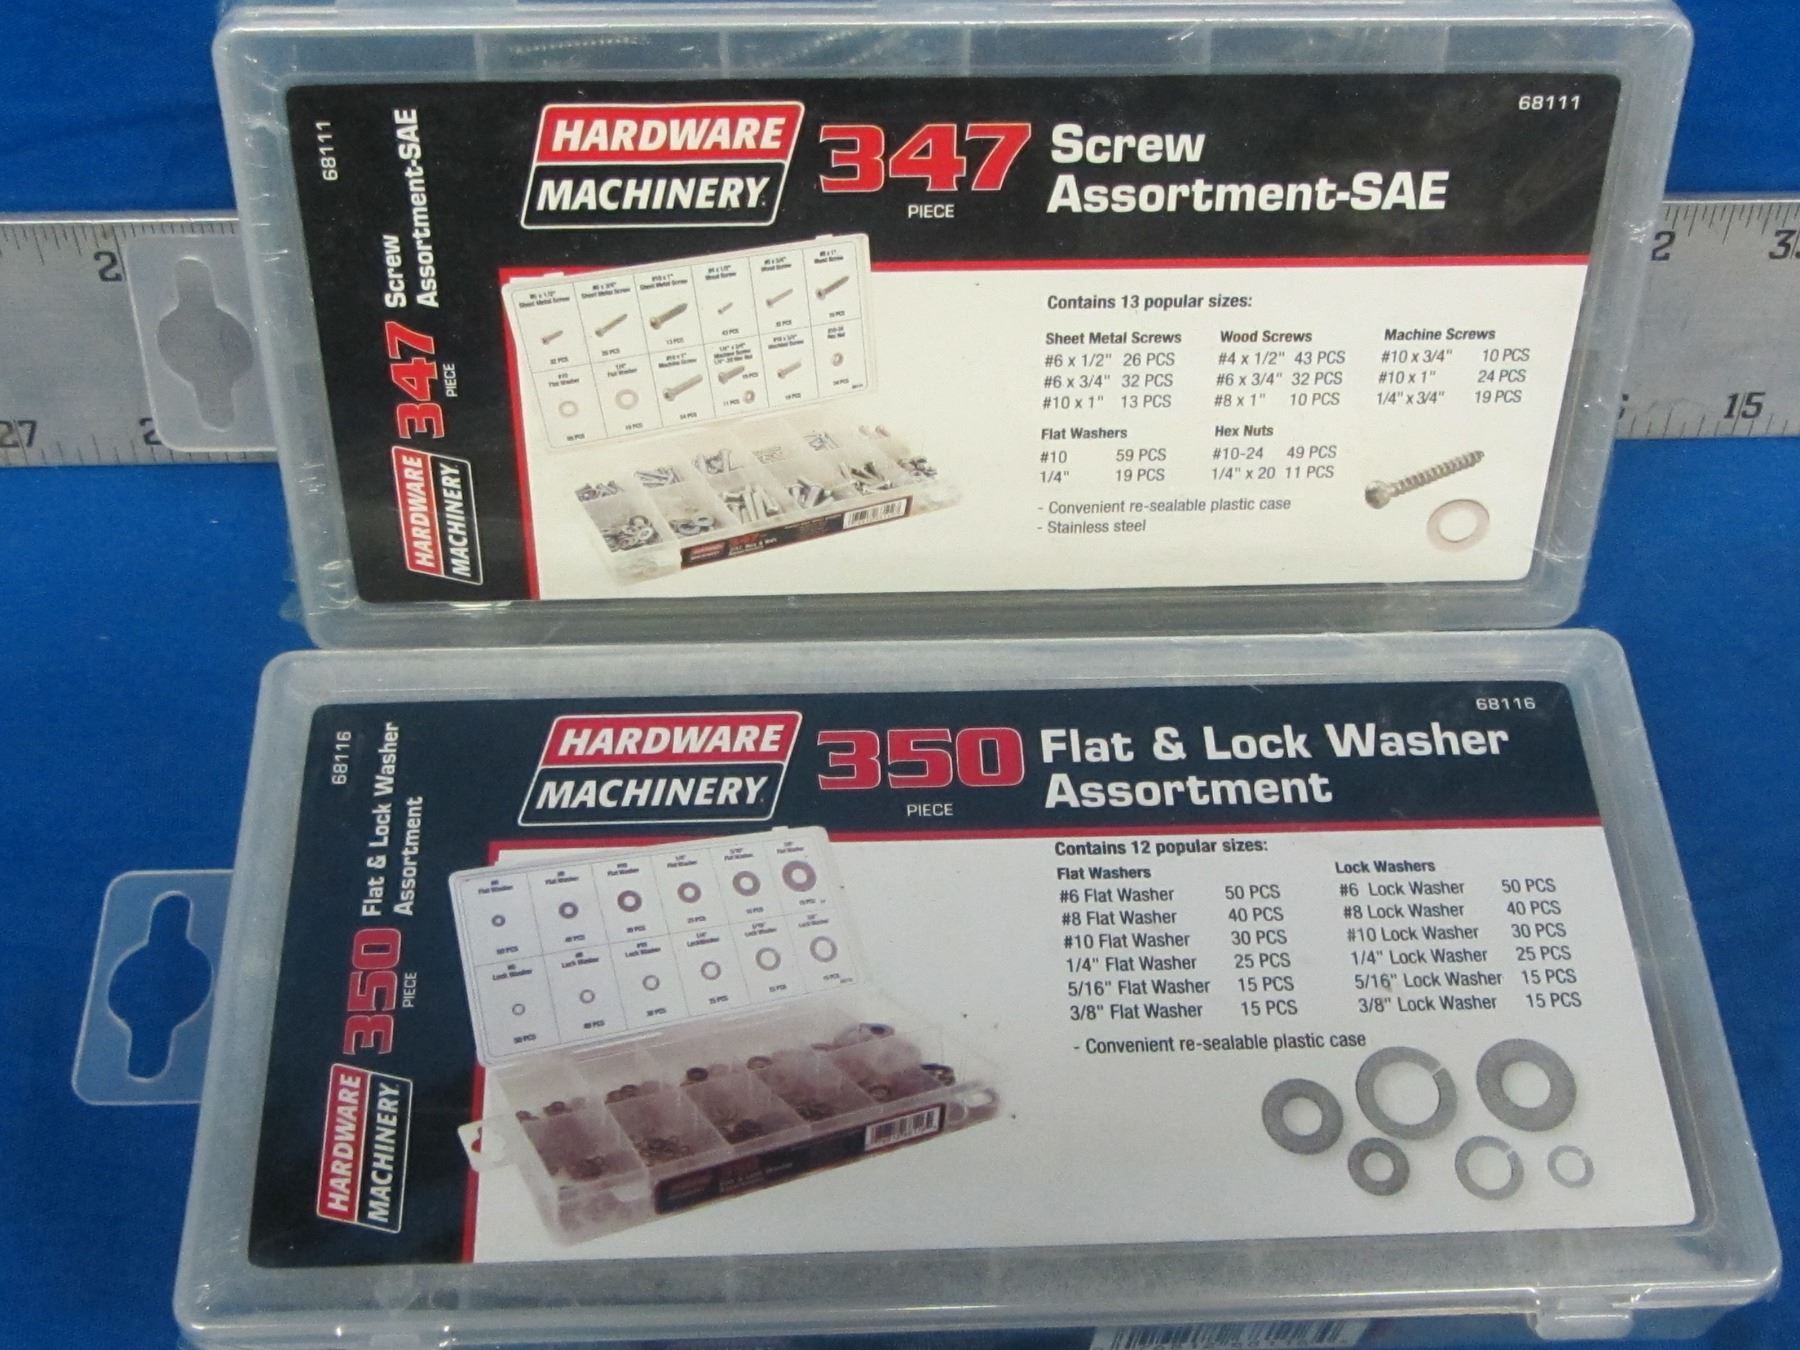 68111
HARDWARE
MACHINERY
347
PIECE
Screw
Assortment-SAE
68111
347
PIECE
Screw
Assortment-SAE
HARDWARE
MACHINERY
Contains 13 popular sizes:
Sheet Metal Screws
#6 x 1/2" 26 PCS
#6 x 3/4" 32 PCS
#10 x 1" 13 PCS
Wood Screws
#4 x 1/2" 43 PCS
#6 x 3/4" 32 PCS
#8 x 1" 10 PCS
Machine Screws
#10 x 3/4" 10 PCS
#10 x 1" 24 PCS
1/4" x 3/4" 19 PCS
Flat Washers
#10 59 PCS
1/4" 19 PCS
Hex Nuts
#10-24 49 PCS
1/4" x 20 11 PCS
- Convenient re-sealable plastic case
- Stainless steel
2
27
2
3
15
68116
HARDWARE
MACHINERY
350
PIECE
Flat & Lock Washer
Assortment
68116
350
PIECE
Flat & Lock Washer
Assortment
HARDWARE
MACHINERY
Contains 12 popular sizes:
Flat Washers
#6 Flat Washer 50 PCS
#8 Flat Washer 40 PCS
#10 Flat Washer 30 PCS
1/4" Flat Washer 25 PCS
5/16" Flat Washer 15 PCS
3/8" Flat Washer 15 PCS
Lock Washers
#6 Lock Washer 50 PCS
#8 Lock Washer 40 PCS
#10 Lock Washer 30 PCS
1/4" Lock Washer 25 PCS
5/16" Lock Washer 15 PCS
3/8" Lock Washer 15 PCS
- Convenient re-sealable plastic case